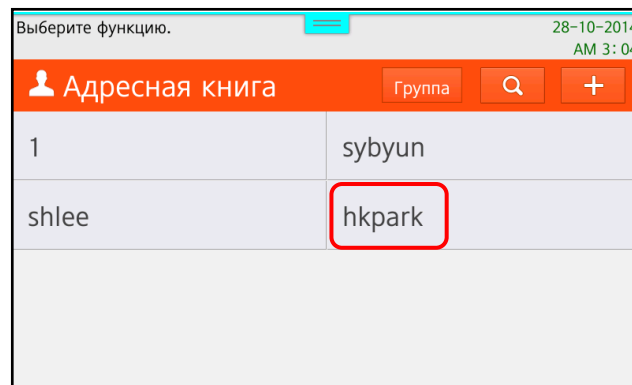 Выберите функцию.
28-10-2014
AM 3:04
Адресная книга
Группа
1
sybyun
shlee
hkpark